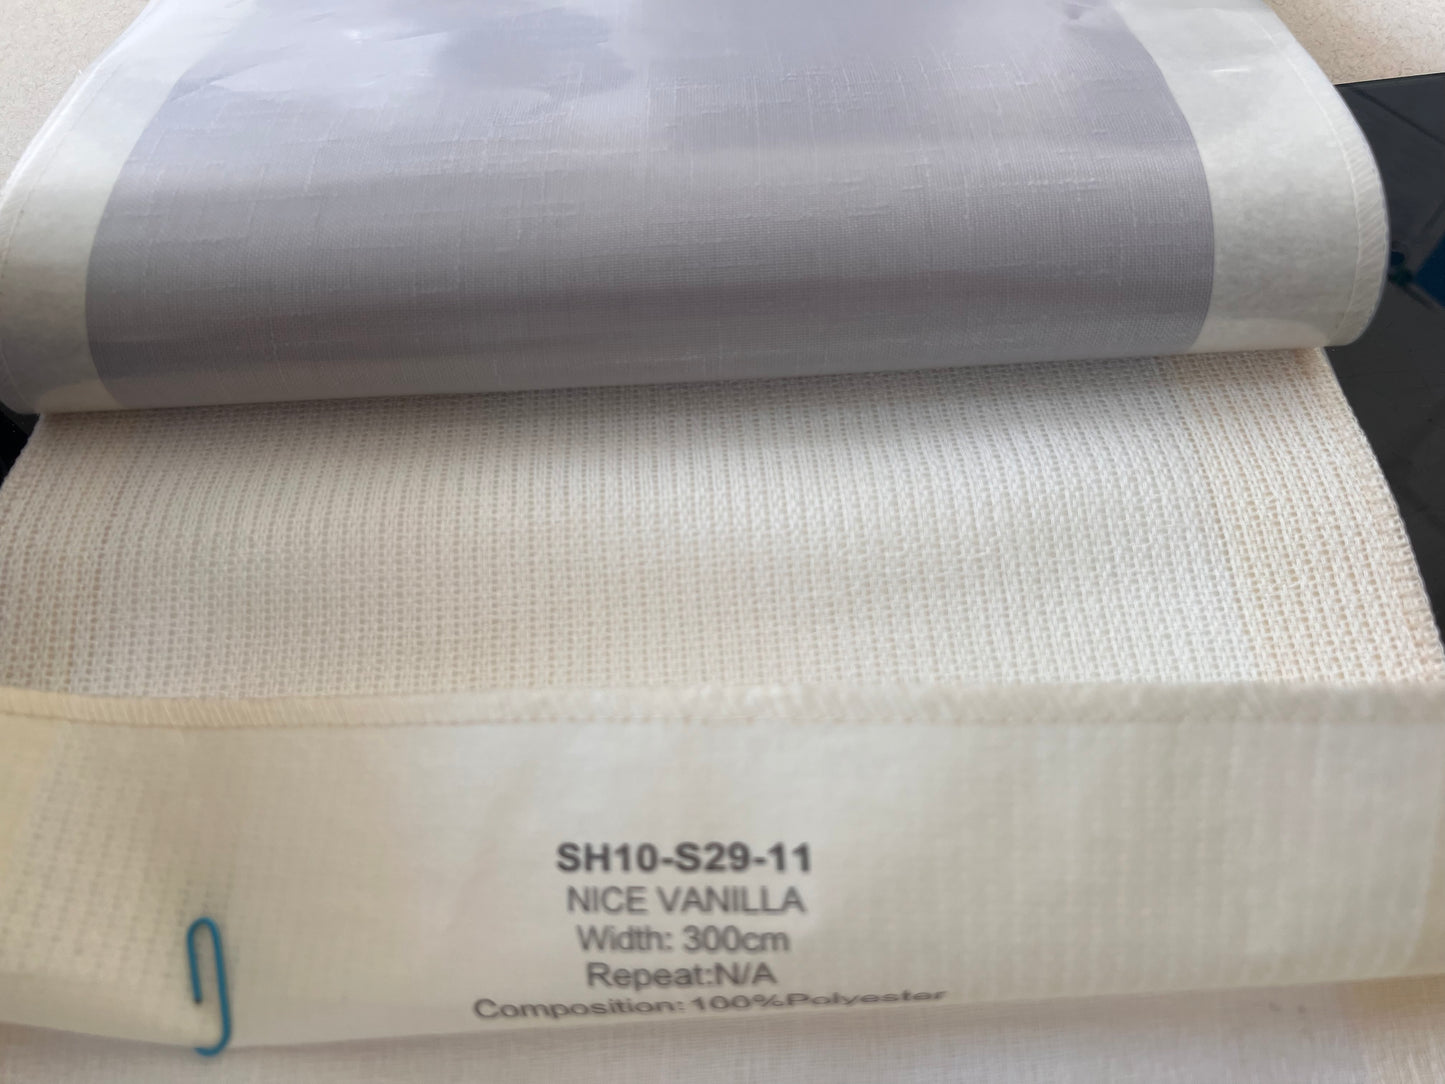 SH10-S29-11
NICE VANILLA
Width: 300cm
Repeat:N/A
Composition: 100%Polyester